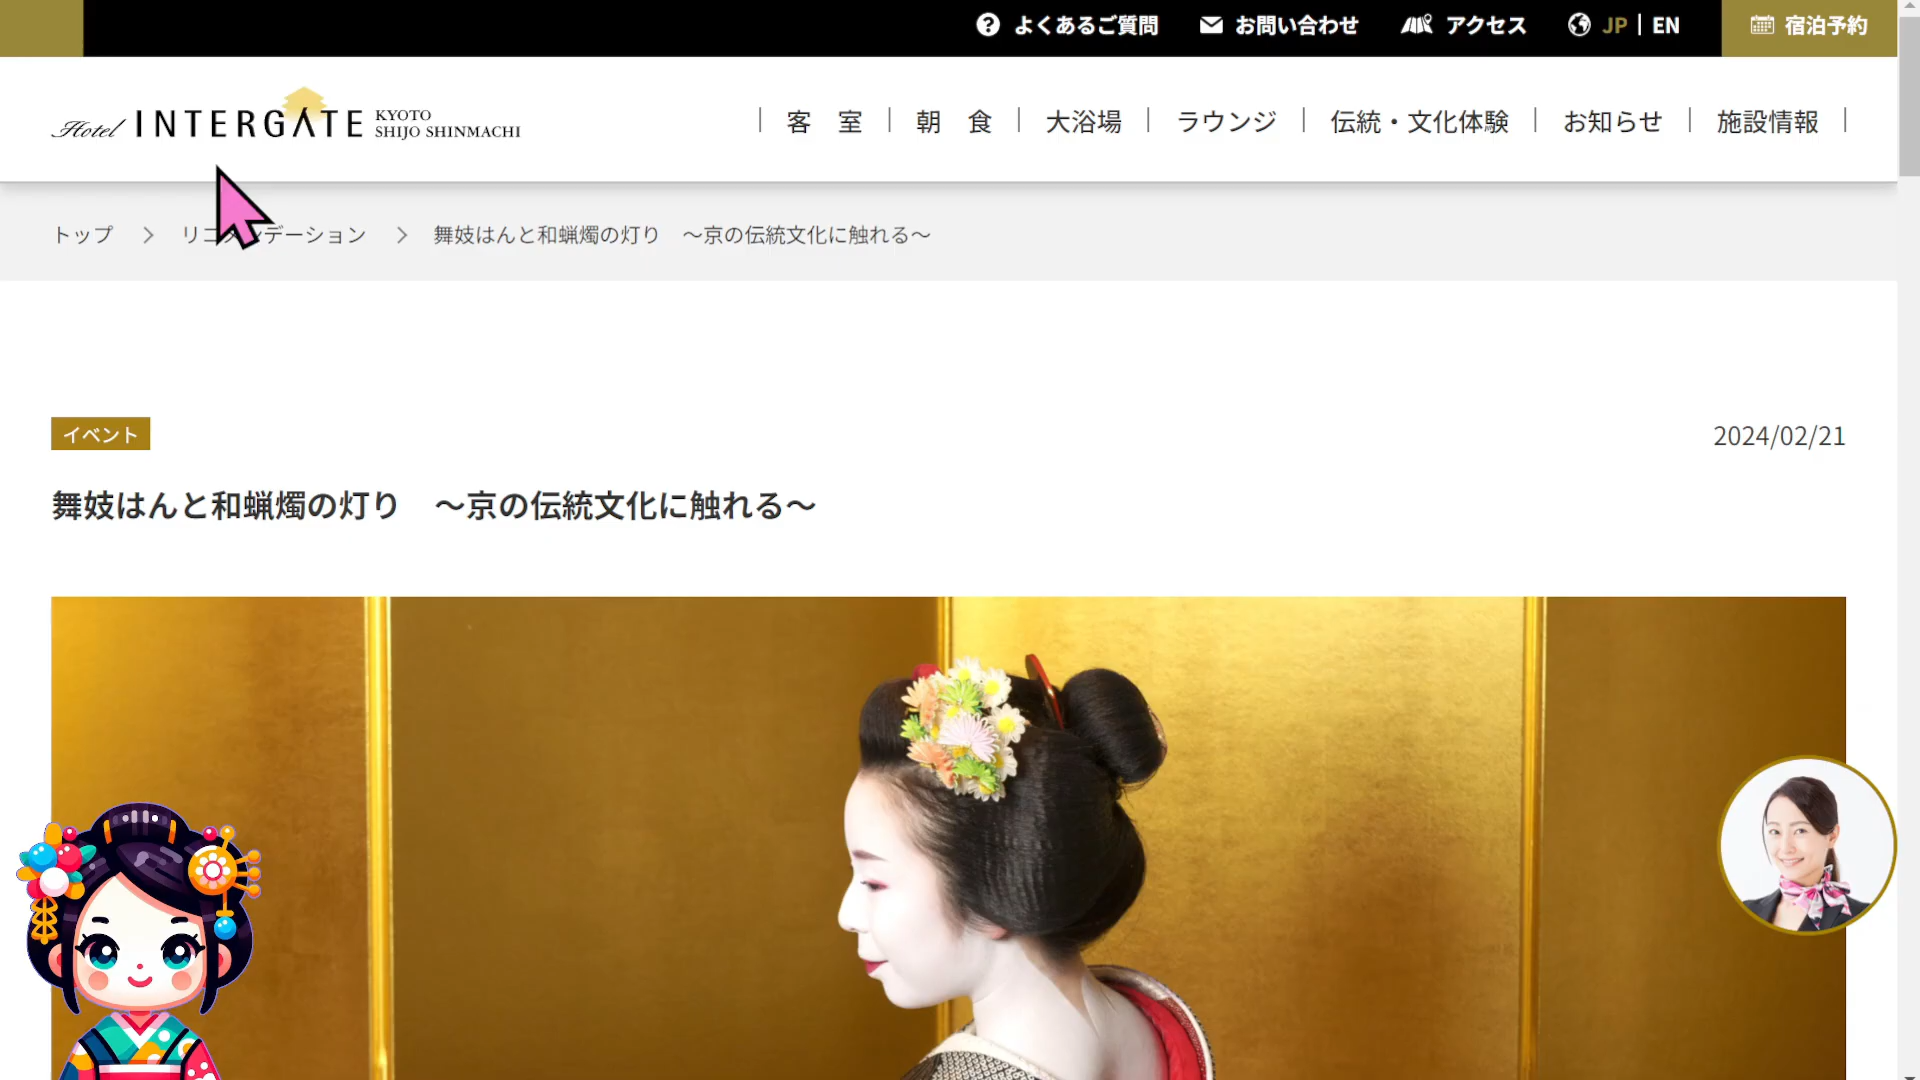 よくあるご質問 お問い合わせ アクセス JP | EN 宿泊予約
Hotel INTERGATE KYOTO SHIJO SHINMACHI
客 室 朝 食 大浴場 ラウンジ 伝統・文化体験 お知らせ 施設情報
トップ > リコメンデーション > 舞妓はんと和蝋燭の灯り ～京の伝統文化に触れる～
イベント
2024/02/21
舞妓はんと和蝋燭の灯り ～京の伝統文化に触れる～